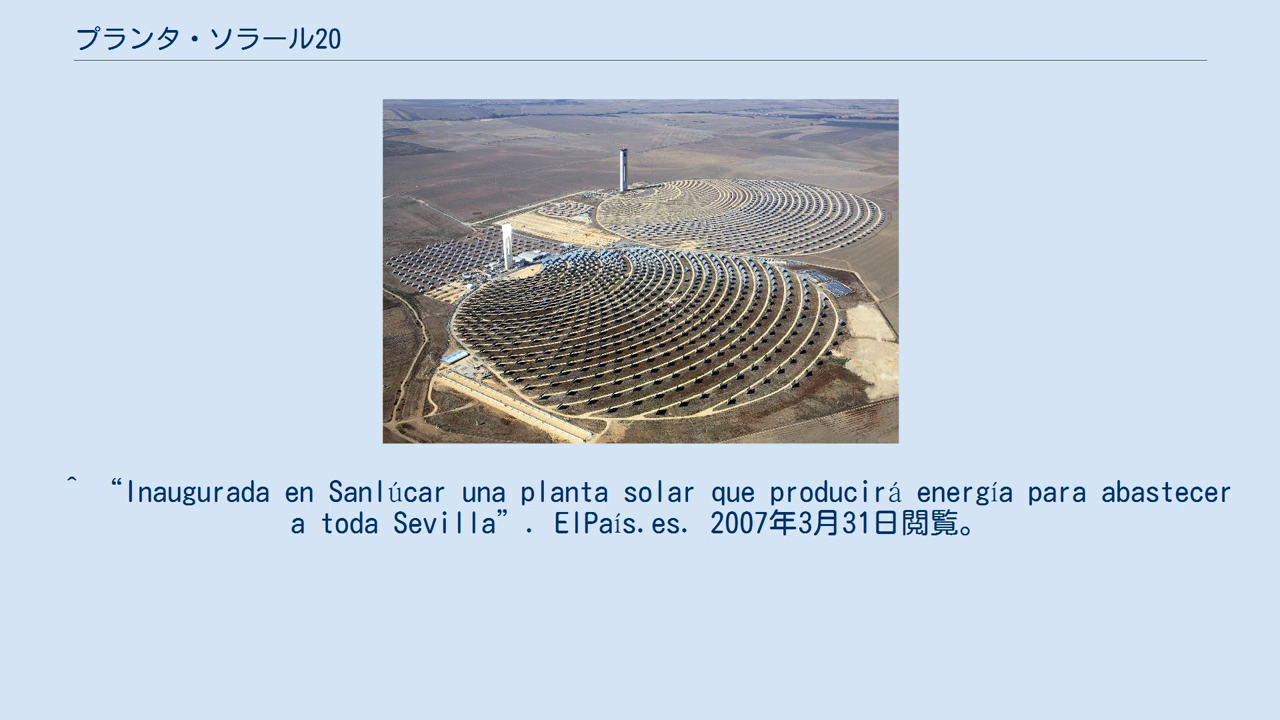 プランタ・ソラール20
^ “Inaugurada en Sanlúcar una planta solar que producirá energía para abastecer
a toda Sevilla”. ElPaís.es. 2007年3月31日閲覧。